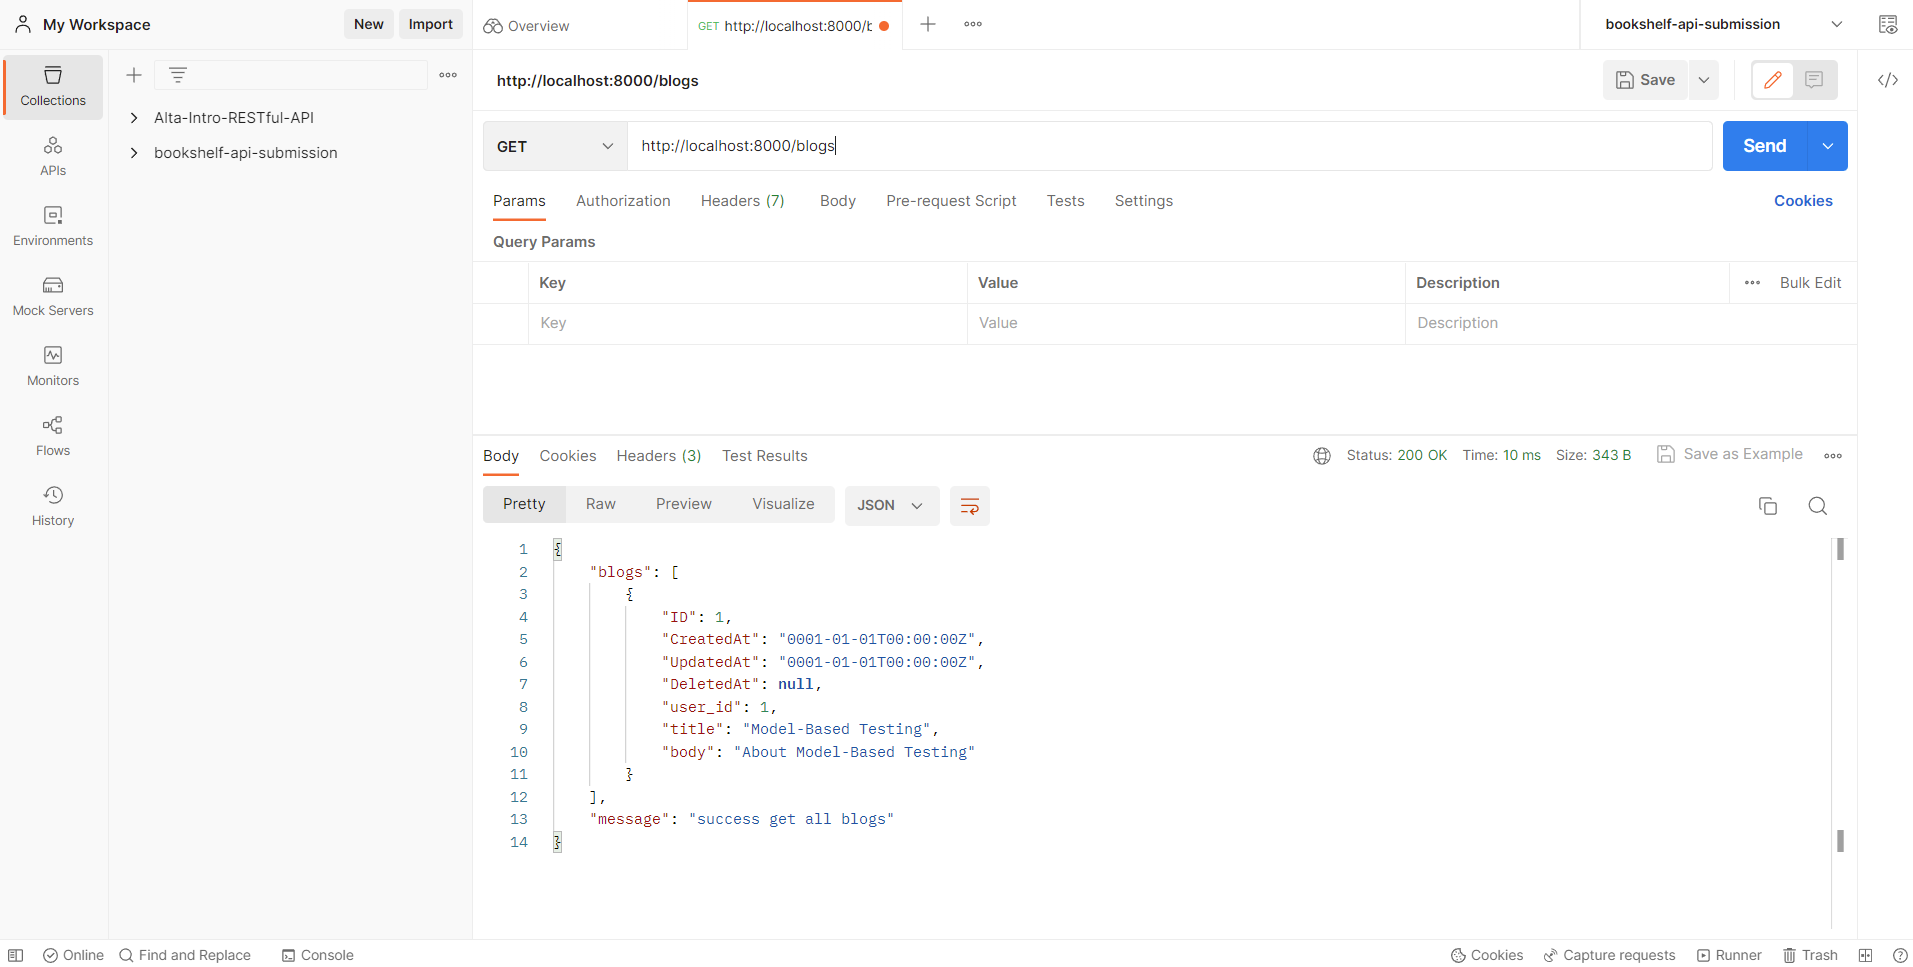 My Workspace
New
Import
Overview
GET http://localhost:8000/b
bookshelf-api-submission
Collections
APIs
Environments
Mock Servers
Monitors
Flows
History
Alta-Intro-RESTful-API
bookshelf-api-submission
http://localhost:8000/blogs
Save
GET
http://localhost:8000/blogs
Send
Params
Authorization
Headers (7)
Body
Pre-request Script
Tests
Settings
Cookies
Query Params
Key
Value
Description
Bulk Edit
Key
Value
Description
Body
Cookies
Headers (3)
Test Results
Status: 200 OK
Time: 10 ms
Size: 343 B
Save as Example
Pretty
Raw
Preview
Visualize
JSON
1 {
2 "blogs": [
3 {
4 "ID": 1,
5 "CreatedAt": "0001-01-01T00:00:00Z",
6 "UpdatedAt": "0001-01-01T00:00:00Z",
7 "DeletedAt": null,
8 "user_id": 1,
9 "title": "Model-Based Testing",
10 "body": "About Model-Based Testing"
11 }
12 ],
13 "message": "success get all blogs"
14 }
Online
Find and Replace
Console
Cookies
Capture requests
Runner
Trash